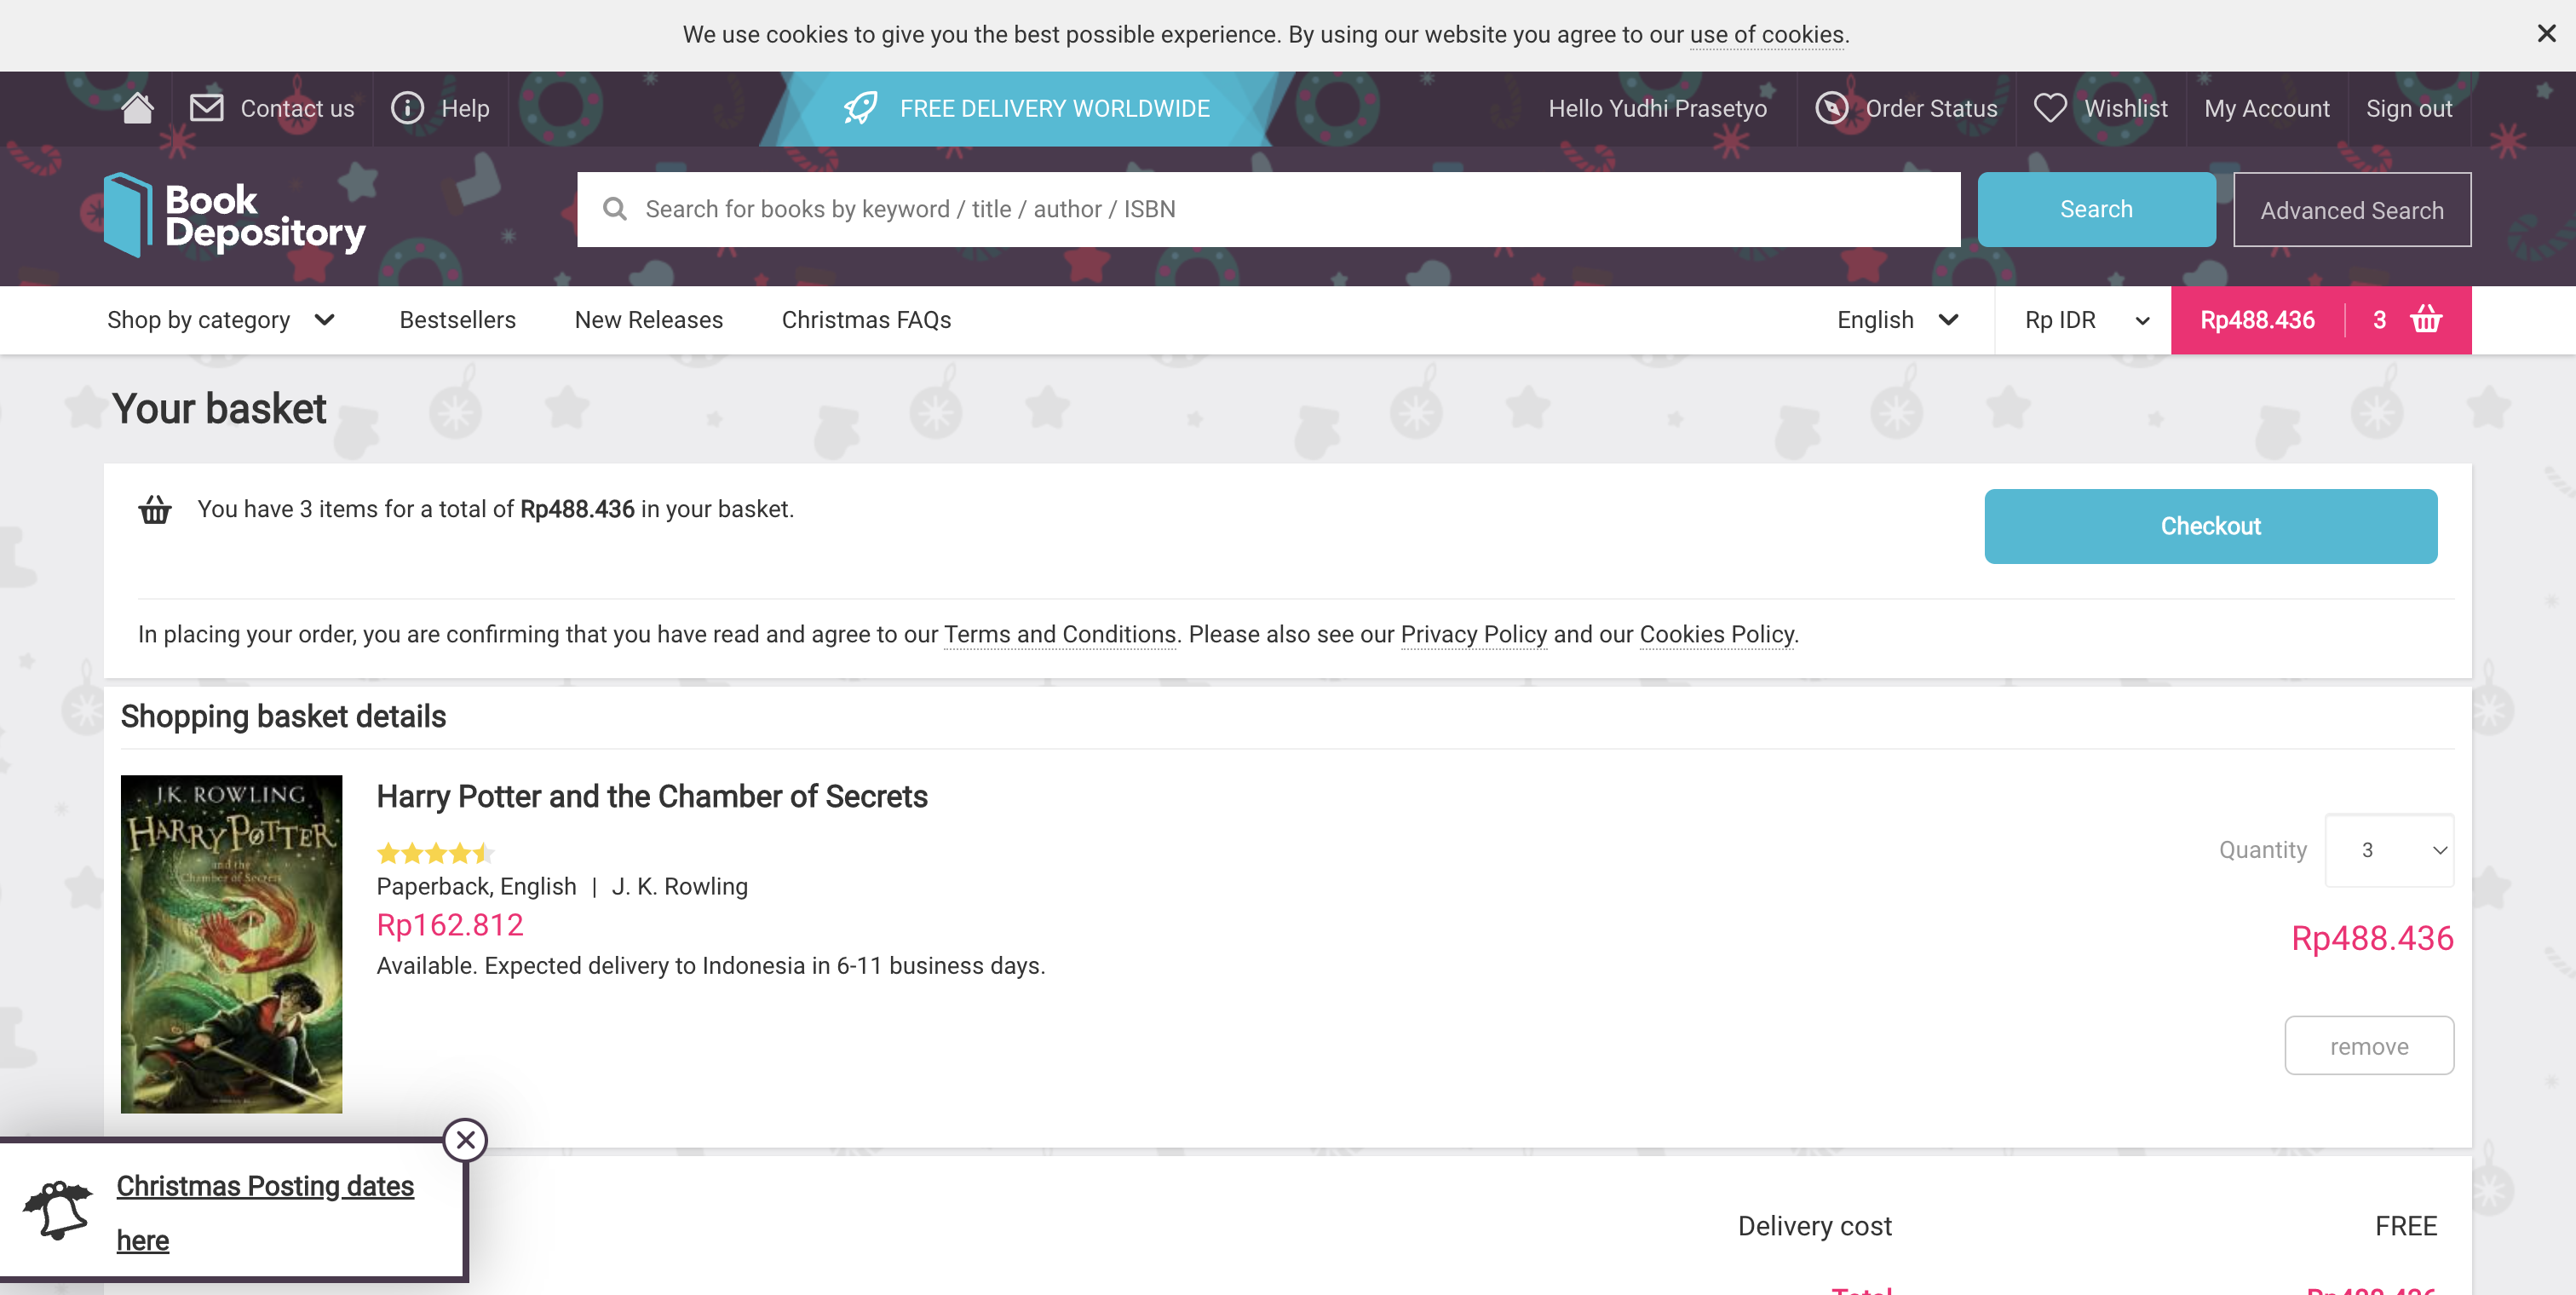 We use cookies to give you the best possible experience. By using our website you agree to our use of cookies.
Contact us
Help
FREE DELIVERY WORLDWIDE
Hello Yudhi Prasetyo
Order Status
Wishlist
My Account
Sign out
Book
Depository
Search for books by keyword / title / author / ISBN
Search
Advanced Search
Shop by category
Bestsellers
New Releases
Christmas FAQs
English
Rp IDR
Rp488.436
3
Your basket
You have 3 items for a total of Rp488.436 in your basket.
Checkout
In placing your order, you are confirming that you have read and agree to our Terms and Conditions. Please also see our Privacy Policy and our Cookies Policy.
Shopping basket details
J.K. ROWLING
HARRY POTTER
and the
Chamber of Secrets
Harry Potter and the Chamber of Secrets
Paperback, English | J. K. Rowling
Rp162.812
Available. Expected delivery to Indonesia in 6-11 business days.
Quantity
3
Rp488.436
remove
Christmas Posting dates
here
Delivery cost
FREE
Total
Rp488.436